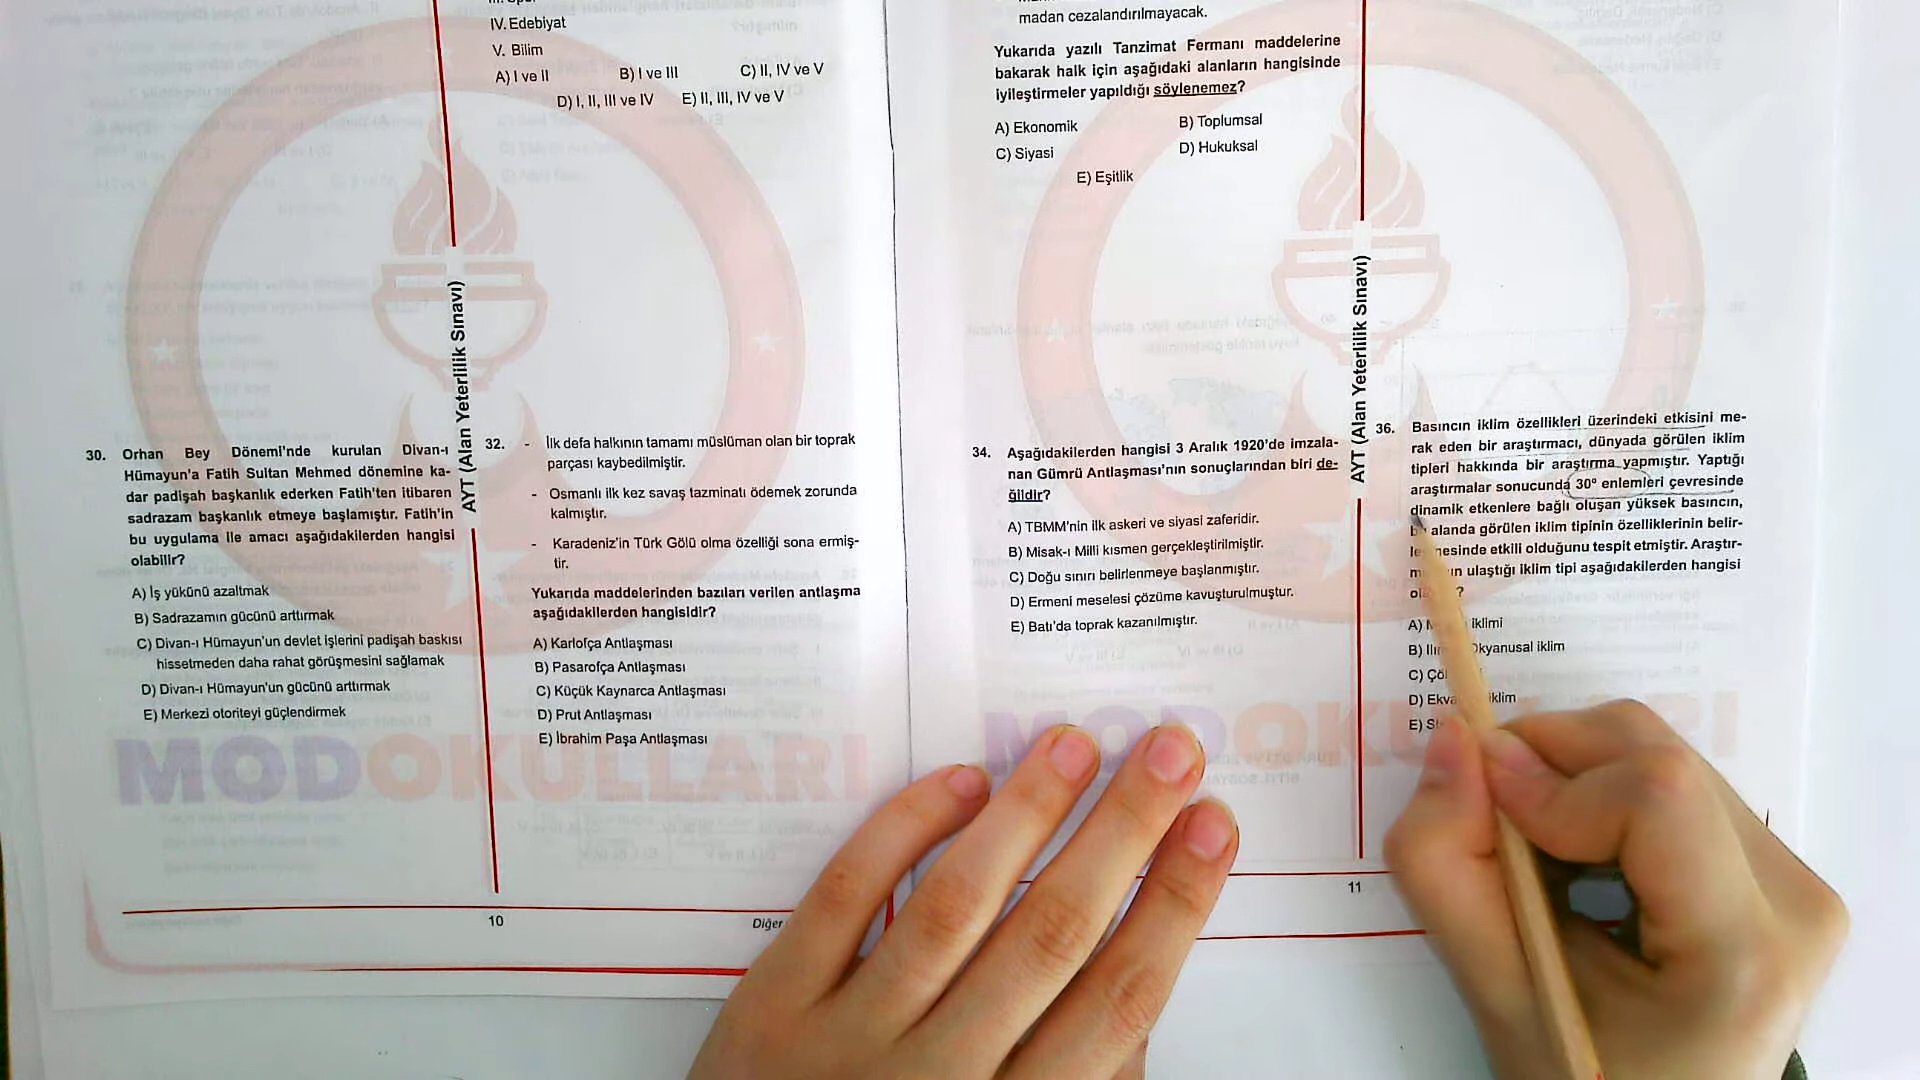 IV. Edebiyat
V. Bilim
A) I ve II
B) I ve III
C) II, IV ve V
D) I, II, III ve IV
E) II, III, IV ve V
30. Orhan Bey Dönemi'nde kurulan Divan-ı
Hümayun'a Fatih Sultan Mehmed dönemine ka-
dar padişah başkanlık ederken Fatih'ten itibaren
sadrazam başkanlık etmeye başlamıştır. Fatih'in
bu uygulama ile amacı aşağıdakilerden hangisi
olabilir?
A) İş yükünü azaltmak
B) Sadrazamın gücünü arttırmak
C) Divan-ı Hümayun'un devlet işlerini padişah baskısı
hissetmeden daha rahat görüşmesini sağlamak
D) Divan-ı Hümayun'un gücünü arttırmak
E) Merkezi otoriteyi güçlendirmek
AYT (Alan Yeterlilik Sınavı)
32. - İlk defa halkının tamamı müslüman olan bir toprak
parçası kaybedilmiştir.
- Osmanlı ilk kez savaş tazminatı ödemek zorunda
kalmıştır.
- Karadeniz'in Türk Gölü olma özelliği sona ermiş-
tir.
Yukarıda maddelerinden bazıları verilen antlaşma
aşağıdakilerden hangisidir?
A) Karlofça Antlaşması
B) Pasarofça Antlaşması
C) Küçük Kaynarca Antlaşması
D) Prut Antlaşması
E) İbrahim Paşa Antlaşması
MODOKULLARI
10
Diğer
madan cezalandırılmayacak.
Yukarıda yazılı Tanzimat Fermanı maddelerine
bakarak halk için aşağıdaki alanların hangisinde
iyileştirmeler yapıldığı söylenemez?
A) Ekonomik
B) Toplumsal
C) Siyasi
D) Hukuksal
E) Eşitlik
34. Aşağıdakilerden hangisi 3 Aralık 1920'de imzala-
nan Gümrü Antlaşması'nın sonuçlarından biri de-
ğildir?
A) TBMM'nin ilk askeri ve siyasi zaferidir.
B) Misak-ı Milli kısmen gerçekleştirilmiştir.
C) Doğu sınırı belirlenmeye başlanmıştır.
D) Ermeni meselesi çözüme kavuşturulmuştur.
E) Batı'da toprak kazanılmıştır.
AYT (Alan Yeterlilik Sınavı)
36. Basıncın iklim özellikleri üzerindeki etkisini me-
rak eden bir araştırmacı, dünyada görülen iklim
tipleri hakkında bir araştırma yapmıştır. Yaptığı
araştırmalar sonucunda 30° enlemleri çevresinde
dinamik etkenlere bağlı oluşan yüksek basıncın,
alanda görülen iklim tipinin özelliklerinin belir-
nesinde etkili olduğunu tespit etmiştir. Araştır-
ulaştığı iklim tipi aşağıdakilerden hangisi
A) iklimi
B) Okyanusal iklim
C)
D) iklim
E)
11